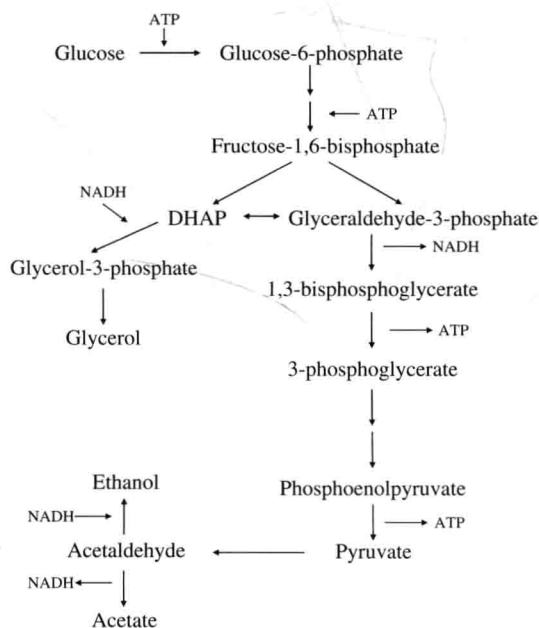 ATP
Glucose Glucose-6-phosphate
ATP
Fructose-1,6-bisphosphate
NADH
DHAP Glyceraldehyde-3-phosphate
NADH
Glycerol-3-phosphate
1,3-bisphosphoglycerate
ATP
Glycerol
3-phosphoglycerate
Ethanol
Phosphoenolpyruvate
NADH
ATP
Acetaldehyde Pyruvate
NADH
Acetate